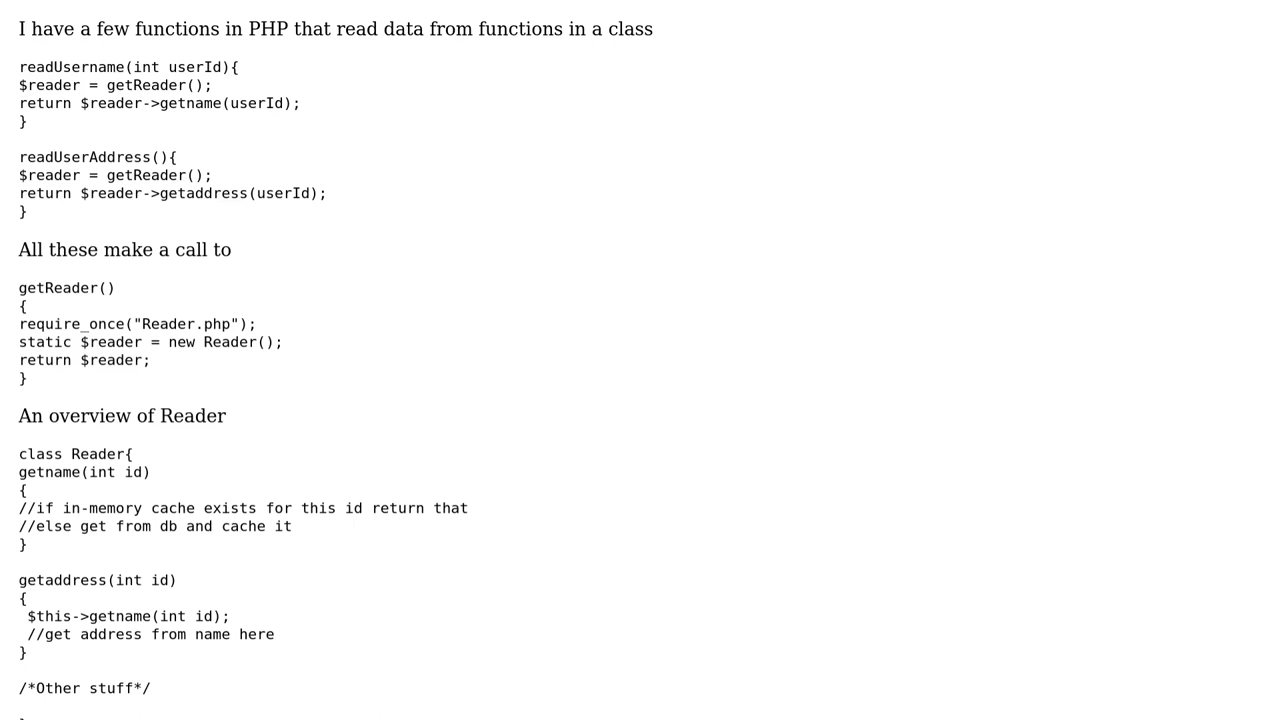 I have a few functions in PHP that read data from functions in a class
readUsername(int userId){
$reader = getReader();
return $reader->getname(userId);
}
readUserAddress(){
$reader = getReader();
return $reader->getaddress(userId);
}
All these make a call to
getReader()
{
require_once("Reader.php");
static $reader = new Reader();
return $reader;
}
An overview of Reader
class Reader{
getname(int id)
{
//if in-memory cache exists for this id return that
//else get from db and cache it
}
getaddress(int id)
{
$this->getname(int id);
//get address from name here
}
/*Other stuff*/